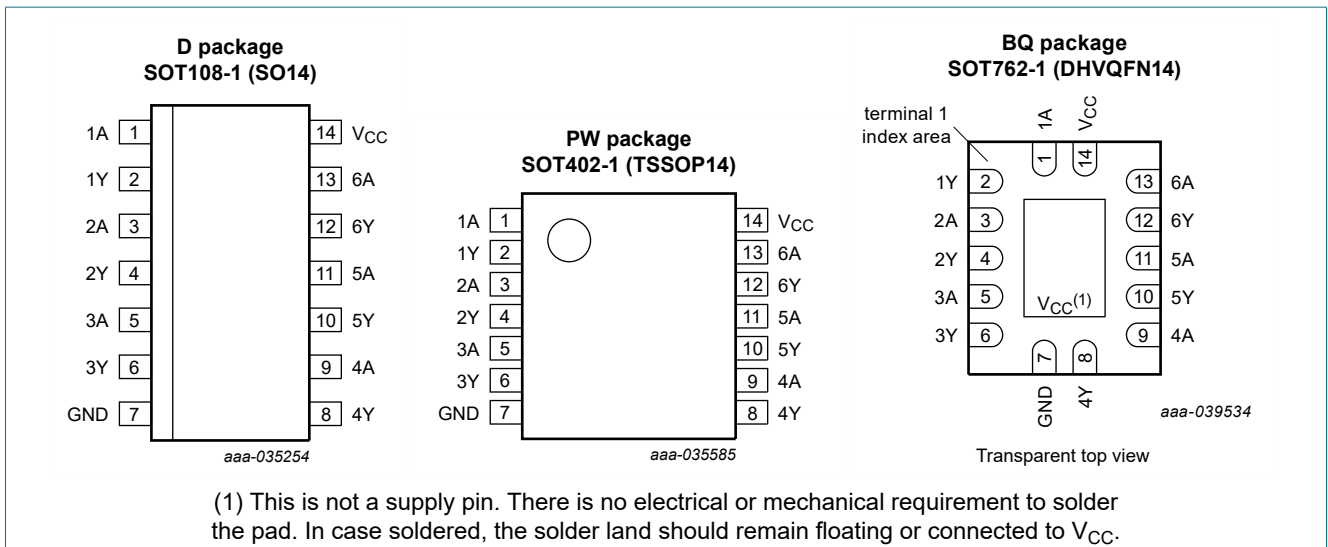 D package
SOT108-1 (SO14)
1A 1 14 VCC
1Y 2 13 6A
2A 3 12 6Y
2Y 4 11 5A
3A 5 10 5Y
3Y 6 9 4A
GND 7 8 4Y
aaa-035254
PW package
SOT402-1 (TSSOP14)
1A 1 14 VCC
1Y 2 13 6A
2A 3 12 6Y
2Y 4 11 5A
3A 5 10 5Y
3Y 6 9 4A
GND 7 8 4Y
aaa-035585
BQ package
SOT762-1 (DHVQFN14)
terminal 1
index area
1A VCC
1 14
1Y 2 13 6A
2A 3 12 6Y
2Y 4 11 5A
3A 5 10 5Y
VCC(1)
3Y 6 9 4A
7 8
GND 4Y
aaa-039534
Transparent top view
(1) This is not a supply pin. There is no electrical or mechanical requirement to solder
the pad. In case soldered, the solder land should remain floating or connected to VCC.